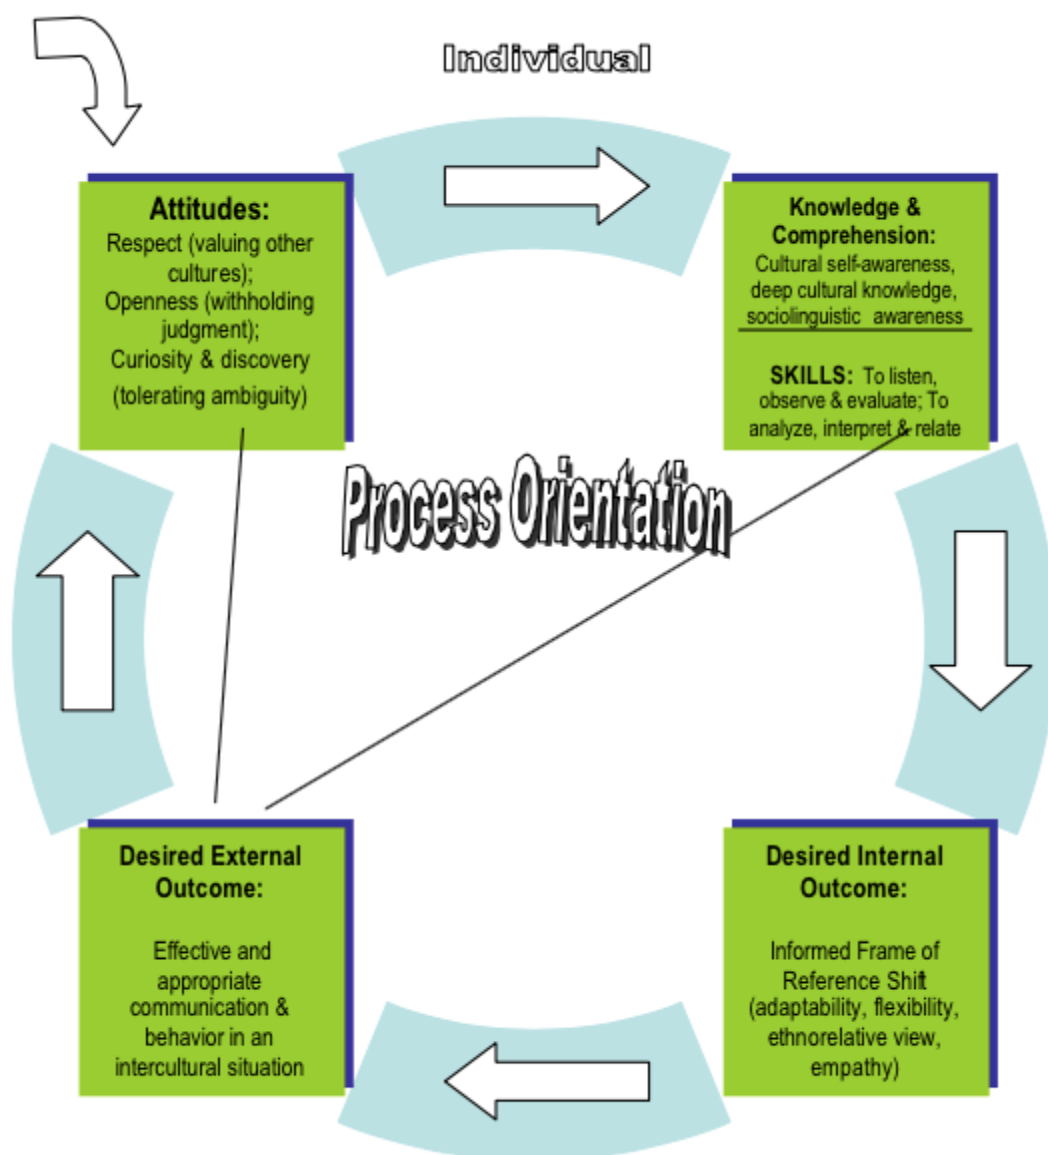 Individual
Attitudes:
Respect (valuing other
cultures);
Openness (withholding
judgment);
Curiosity & discovery
(tolerating ambiguity)
Knowledge &
Comprehension:
Cultural self-awareness,
deep cultural knowledge,
sociolinguistic awareness
SKILLS: To listen,
observe & evaluate; To
analyze, interpret & relate
Process Orientation
Desired External
Outcome:
Effective and
appropriate
communication &
behavior in an
intercultural situation
Desired Internal
Outcome:
Informed Frame of
Reference Shift
(adaptability, flexibility,
ethnorelative view,
empathy)